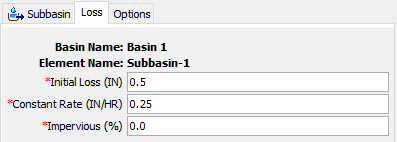 Subbasin Loss Options
Basin Name: Basin 1
Element Name: Subbasin-1
*Initial Loss (IN) 0.5
*Constant Rate (IN/HR) 0.25
*Impervious (%) 0.0